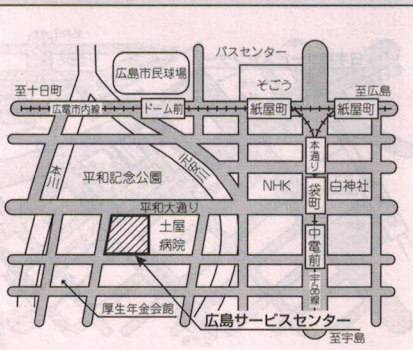 バスセンター
広島市民球場
そごう
至十日町
至広島
広電市内線
ドーム前
紙屋町
紙屋町
本川
元安川
本通り
平和記念公園
NHK
袋町
白神社
平和大通り
土屋
病院
中電前
宇品線
厚生年金会館
広島サービスセンター
至宇島